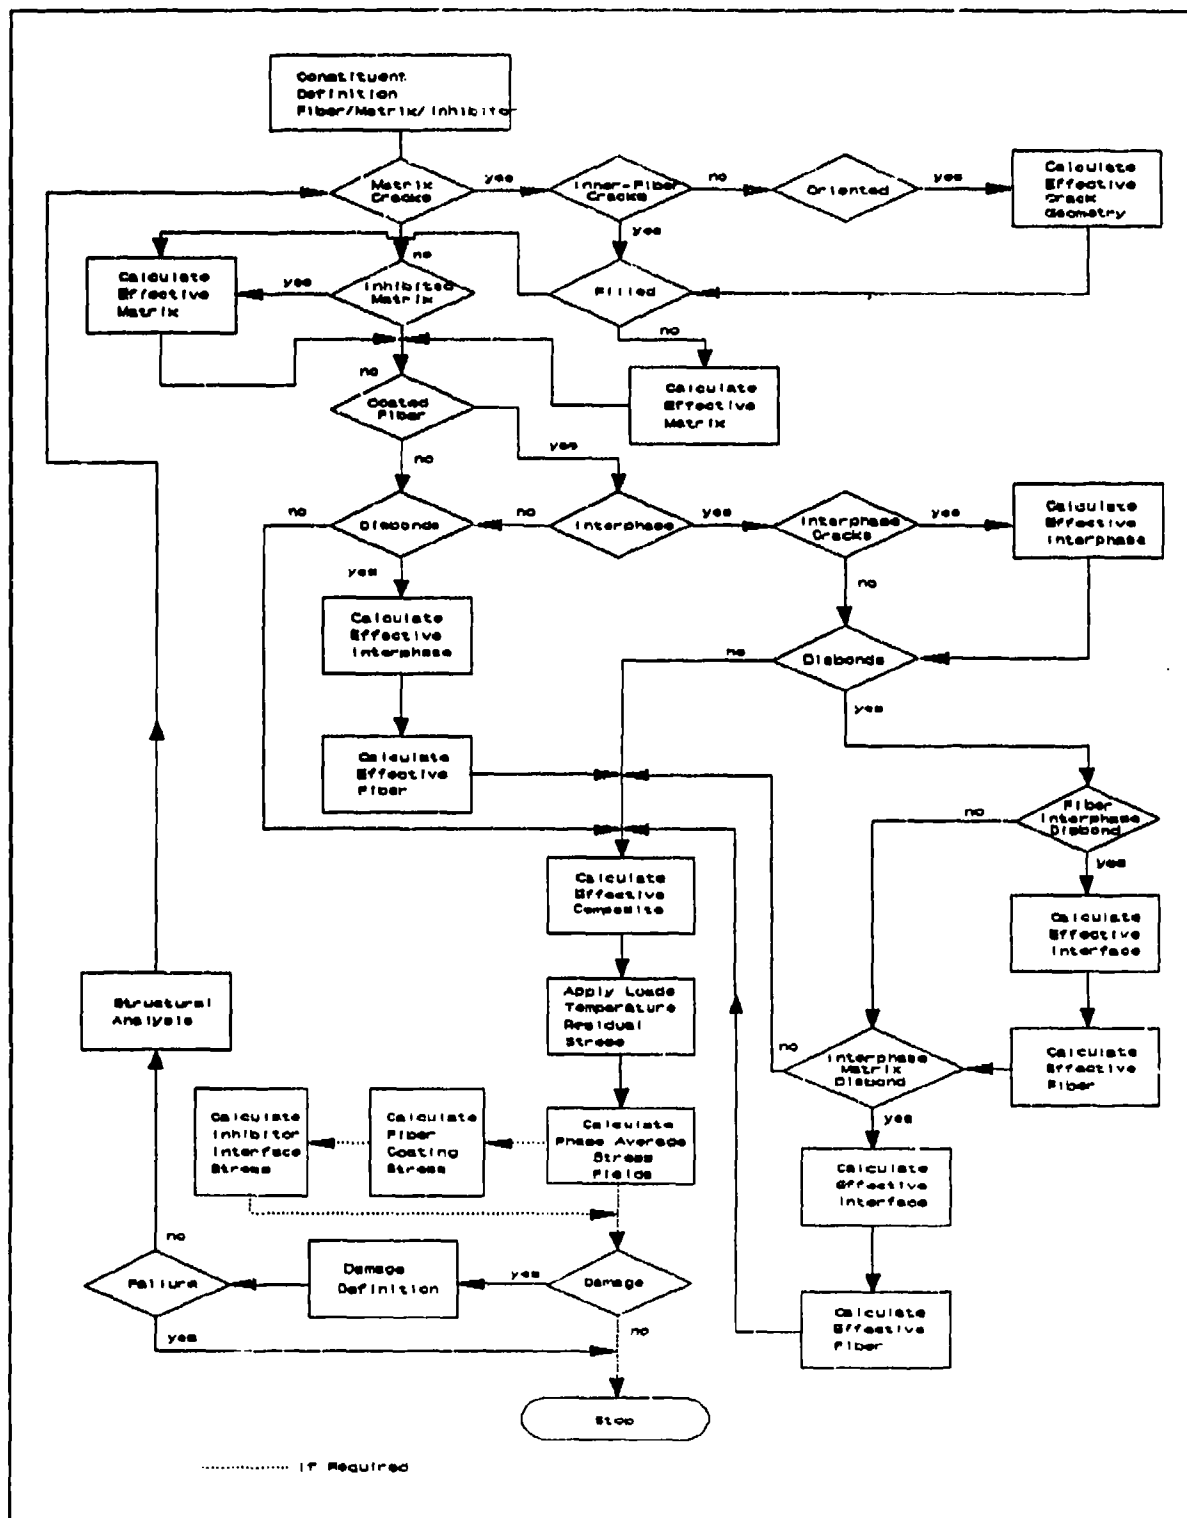 Constituent
Definition
Fiber/Matrix/Inhibitor
Matrix
Cracks
yes
Inner-Fiber
Cracks
no
Oriented
yes
Calculate
Effective
Crack
Geometry
no
yes
Calculate
Effective
Matrix
yes
Inhibited
Matrix
Filled
no
no
Calculate
Effective
Matrix
Coated
Fiber
yes
no
no
Disbonds
no
Interphase
yes
Interphase
Cracks
yes
Calculate
Effective
Interphase
yes
no
Calculate
Effective
Interphase
no
Disbonds
yes
Calculate
Effective
Fiber
no
Fiber
Interphase
Disbond
yes
Calculate
Effective
Composite
Calculate
Effective
Interface
Structural
Analysis
Apply Loads
Temperature
Residual
Stress
no
Interphase
Matrix
Disbond
Calculate
Effective
Fiber
yes
Calculate
Inhibitor
Interface
Stress
Calculate
Fiber
Coating
Stress
Calculate
Phase Average
Stress
Fields
Calculate
Effective
Interface
no
Failure
Damage
Definition
yes
Damage
yes
no
Calculate
Effective
Fiber
Stop
If Required